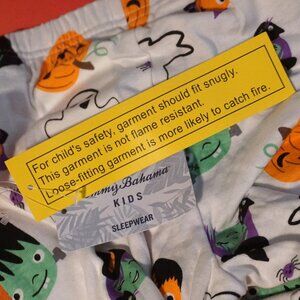 For child's safety, garment should fit snugly.
This garment is not flame resistant.
Loose-fitting garment is more likely to catch fire.
Tommy Bahama
KIDS
SLEEPWEAR